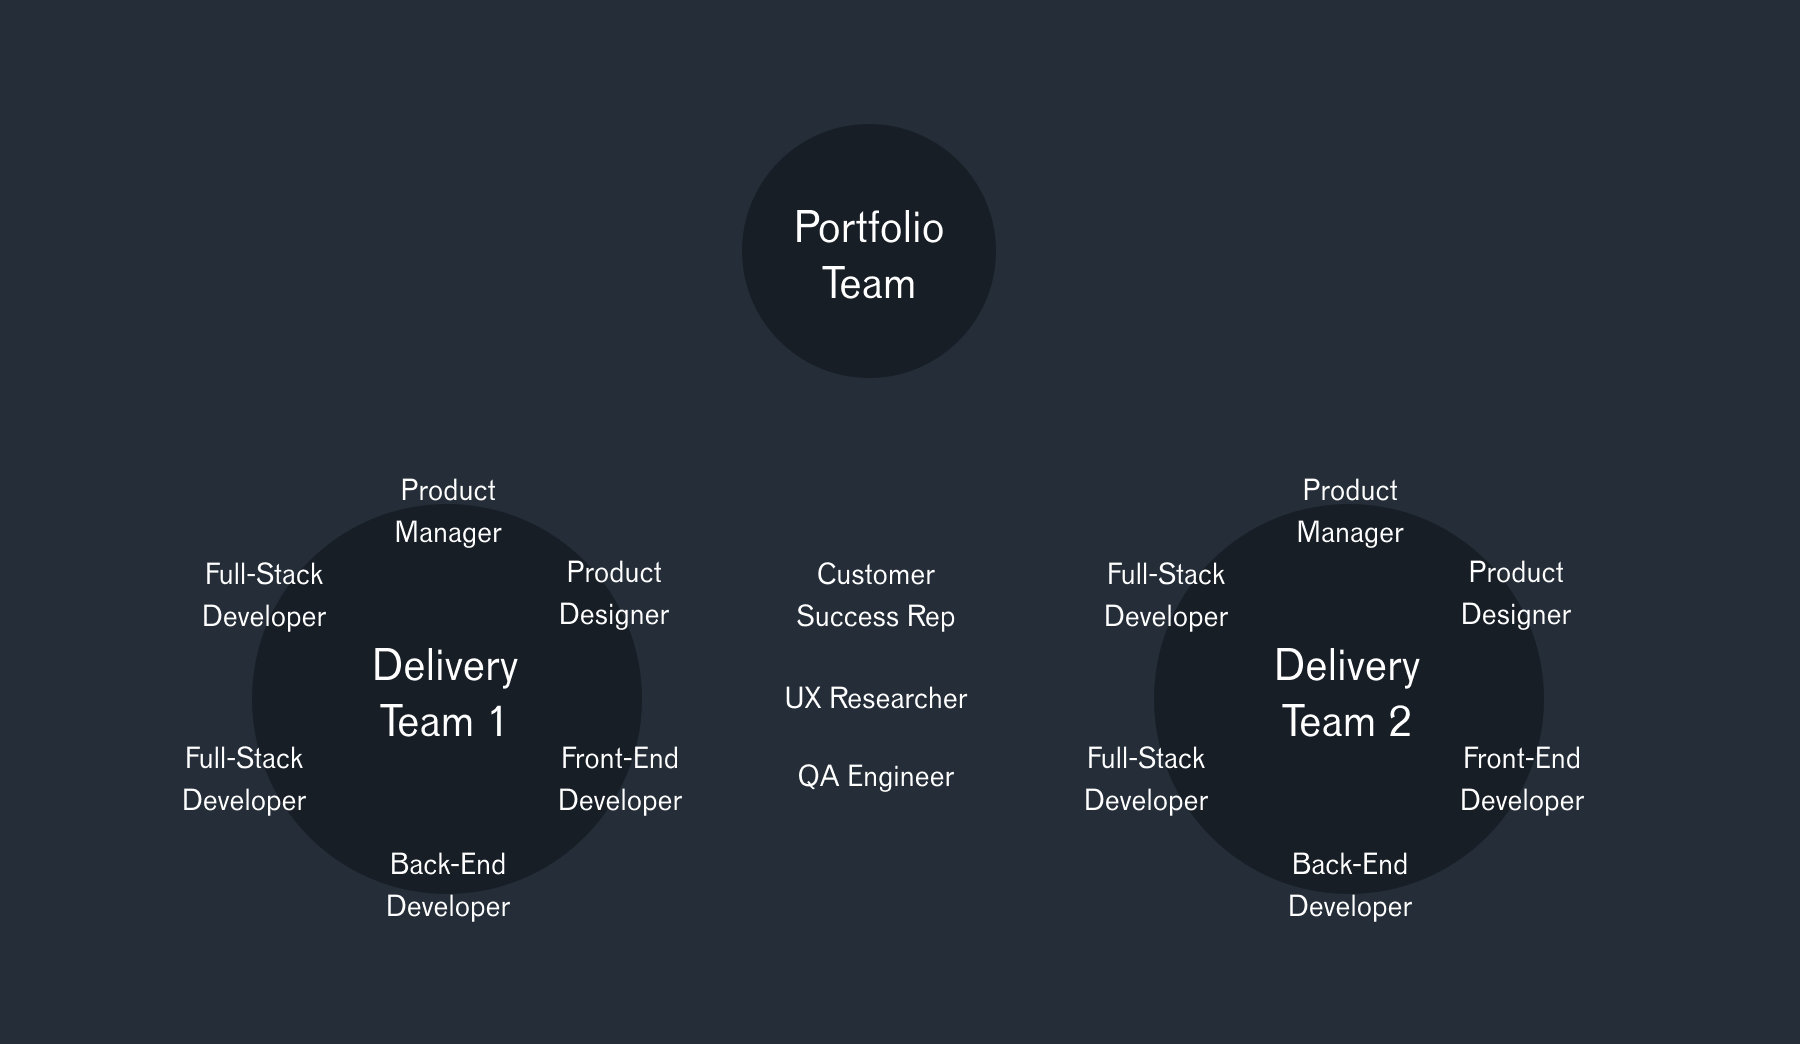 Portfolio
Team
Product
Manager
Full-Stack
Developer
Product
Designer
Delivery
Team 1
Full-Stack
Developer
Front-End
Developer
Back-End
Developer
Customer
Success Rep
UX Researcher
QA Engineer
Product
Manager
Full-Stack
Developer
Product
Designer
Delivery
Team 2
Full-Stack
Developer
Front-End
Developer
Back-End
Developer